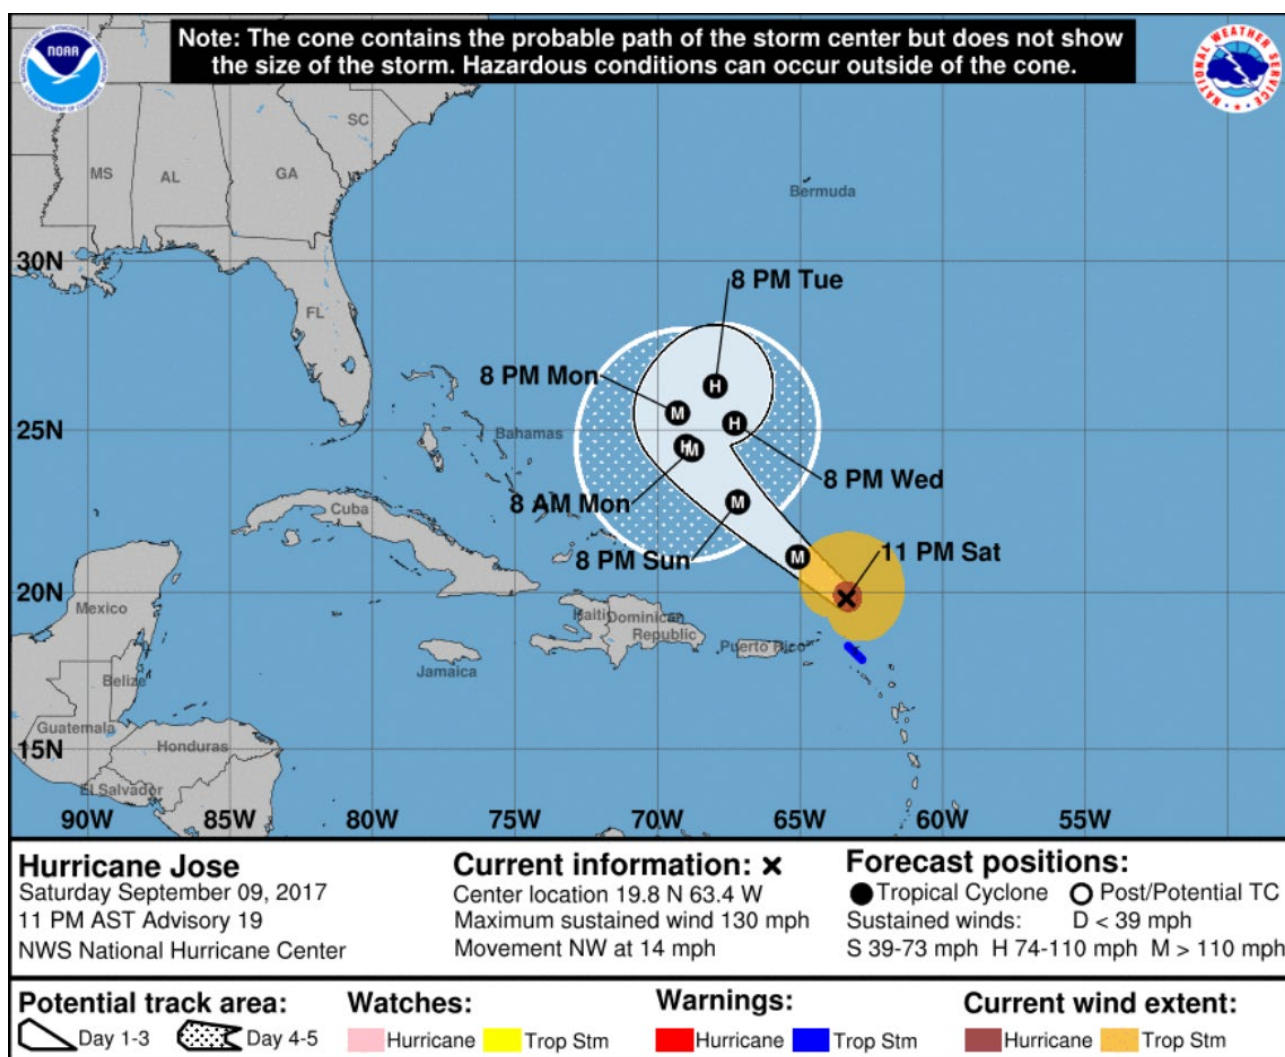 Note: The cone contains the probable path of the storm center but does not show
the size of the storm. Hazardous conditions can occur outside of the cone.
NOAA
NATIONAL WEATHER SERVICE
SC
MS
AL
GA
Bermuda
30N
8 PM Tue
FL
8 PM Mon
H
M
H
25N
Bahamas
H
M
8 PM Wed
8 AM Mon
M
Cuba
8 PM Sun
M
11 PM Sat
20N
Mexico
Haiti
Dominican
Republic
Puerto Rico
Jamaica
Belize
Guatemala
Honduras
15N
El Salvador
90W 85W 80W 75W 70W 65W 60W 55W
Hurricane Jose
Saturday September 09, 2017
11 PM AST Advisory 19
NWS National Hurricane Center
Current information: x
Center location 19.8 N 63.4 W
Maximum sustained wind 130 mph
Movement NW at 14 mph
Forecast positions:
Tropical Cyclone Post/Potential TC
Sustained winds: D < 39 mph
S 39-73 mph H 74-110 mph M > 110 mph
Potential track area:
Day 1-3 Day 4-5
Watches:
Hurricane Trop Stm
Warnings:
Hurricane Trop Stm
Current wind extent:
Hurricane Trop Stm